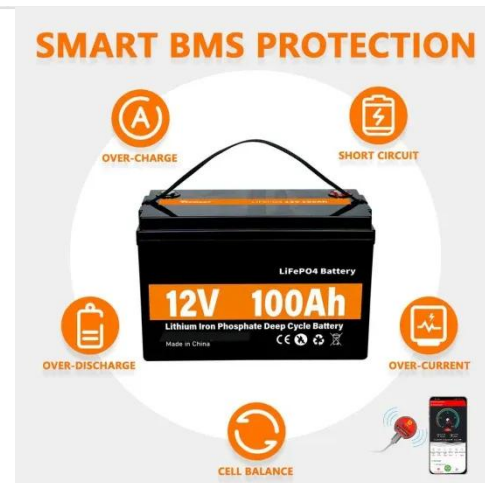 SMART BMS PROTECTION
OVER-CHARGE
SHORT CIRCUIT
LiFePO4 Battery
12V 100Ah
Lithium Iron Phosphate Deep Cycle Battery
Made in China
CE
OVER-DISCHARGE
OVER-CURRENT
CELL BALANCE